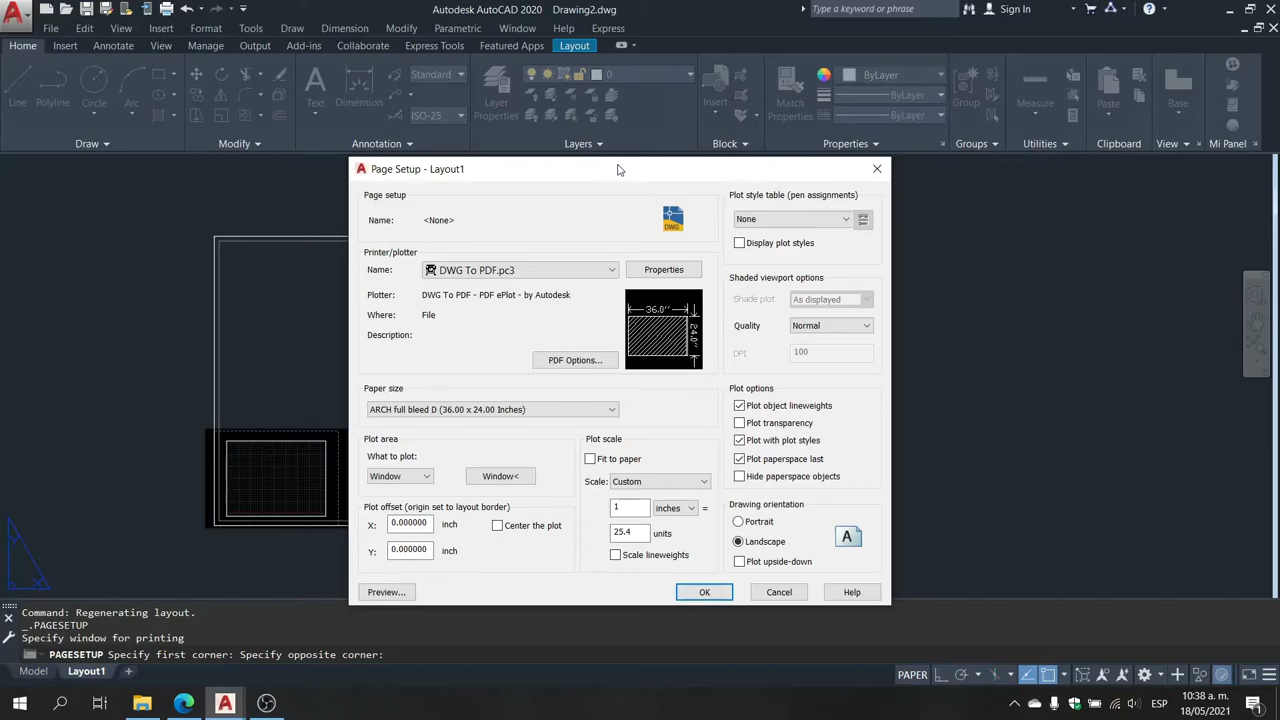 Autodesk AutoCAD 2020 Drawing2.dwg
Type a keyword or phrase
Sign In
File Edit View Insert Format Tools Draw Dimension Modify Parametric Window Help Express
Home Insert Annotate View Manage Output Add-ins Collaborate Express Tools Featured Apps Layout
Standard
0
ByLayer
ByLayer
Line Polyline Circle Arc
Text Dimension
Layer
Properties
Insert
Match
Properties
Group
Measure
Paste
Base
ISO-25
ByLayer
Draw Modify Annotation Layers Block Properties Groups Utilities Clipboard View Mi Panel
Page Setup - Layout1
Page setup
Name: <None>
DWG
Printer/plotter
Name: DWG To PDF.pc3
Properties
Plotter: DWG To PDF - PDF ePlot - by Autodesk
Where: File
Description:
36.0''
24.0''
PDF Options...
Paper size
ARCH full bleed D (36.00 x 24.00 Inches)
Plot area
What to plot:
Window
Window<
Plot offset (origin set to layout border)
X: 0.000000 inch
Center the plot
Y: 0.000000 inch
Plot scale
Fit to paper
Scale: Custom
1 inches =
25.4 units
Scale lineweights
Plot style table (pen assignments)
None
Display plot styles
Shaded viewport options
Shade plot As displayed
Quality Normal
DPI 100
Plot options
Plot object lineweights
Plot transparency
Plot with plot styles
Plot paperspace last
Hide paperspace objects
Drawing orientation
Portrait
Landscape
A
Plot upside-down
Preview... OK Cancel Help
Y
X
Command: Regenerating layout.
_.PAGESETUP
Specify window for printing
PAGESETUP Specify first corner: Specify opposite corner:
Model Layout1 +
PAPER
ESP
10:38 a. m.
18/05/2021